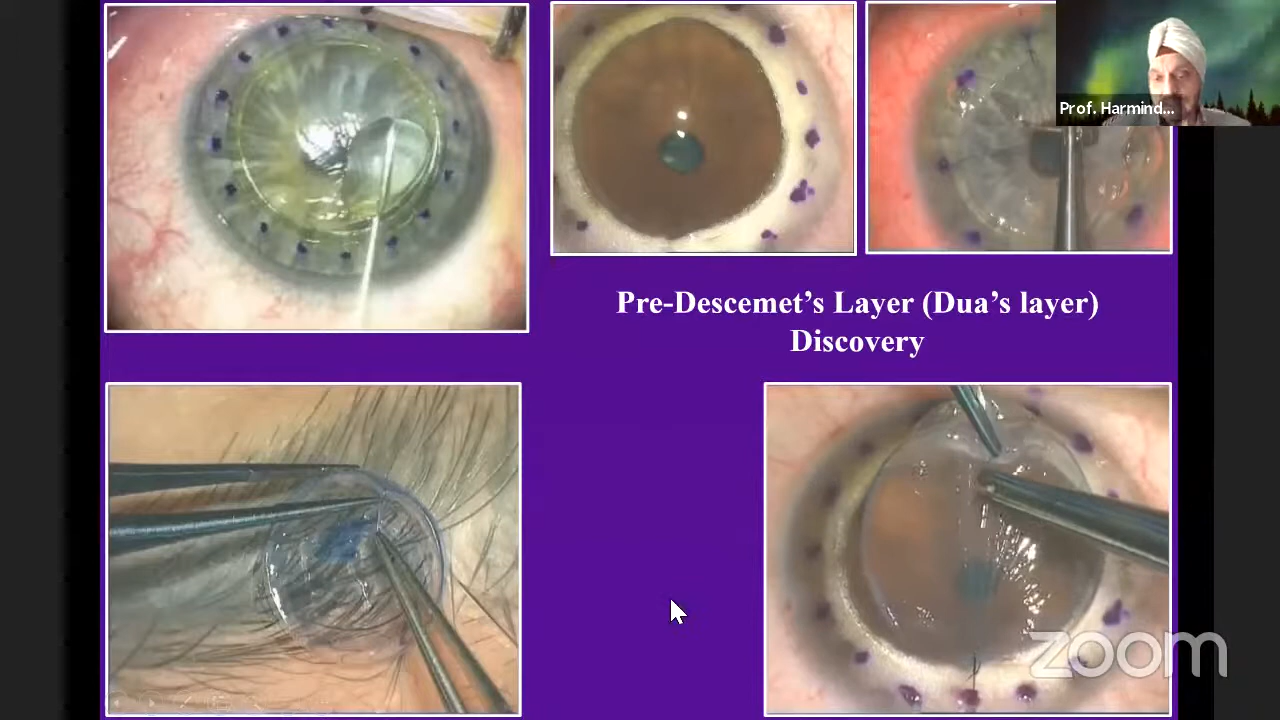 Prof. Harmind...
Pre-Descemet’s Layer (Dua’s layer)
Discovery
zoom